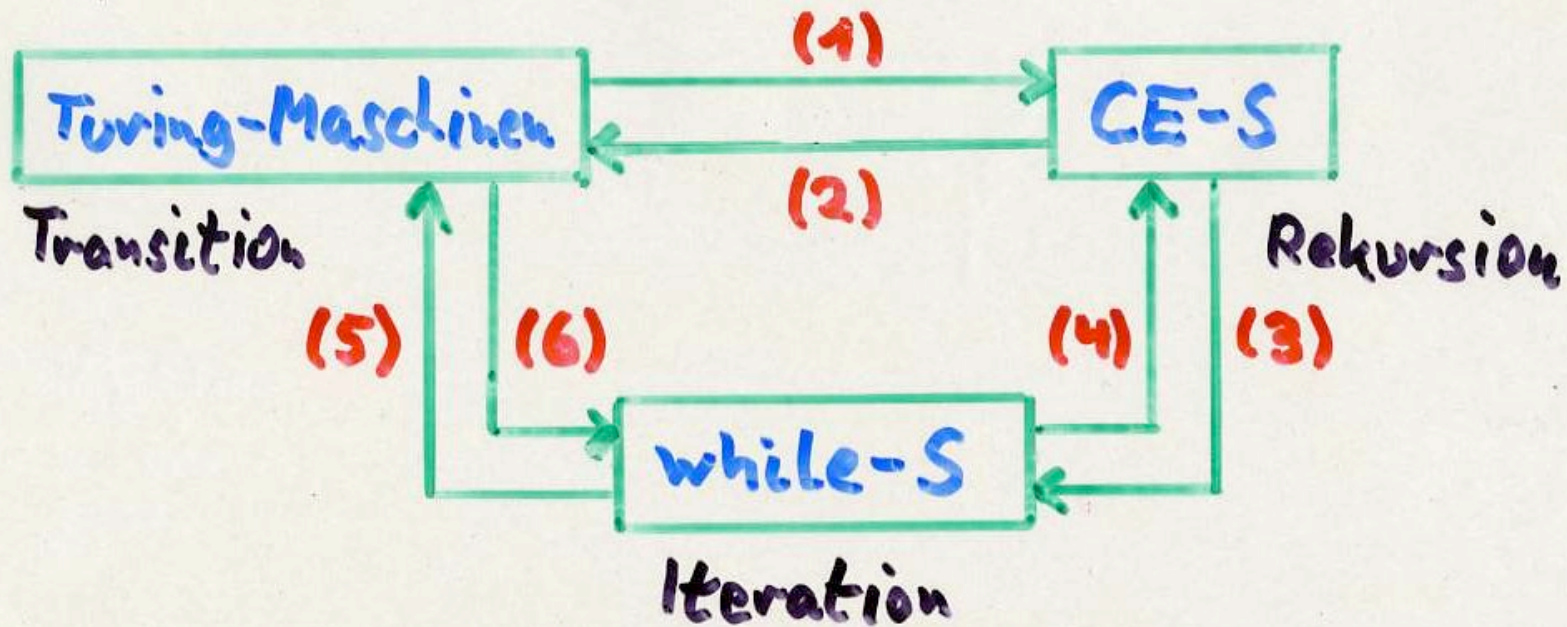 (1)
Turing-Maschinen
CE-S
(2)
Transition
Rekursion
(5)
(6)
(4)
(3)
while-S
Iteration